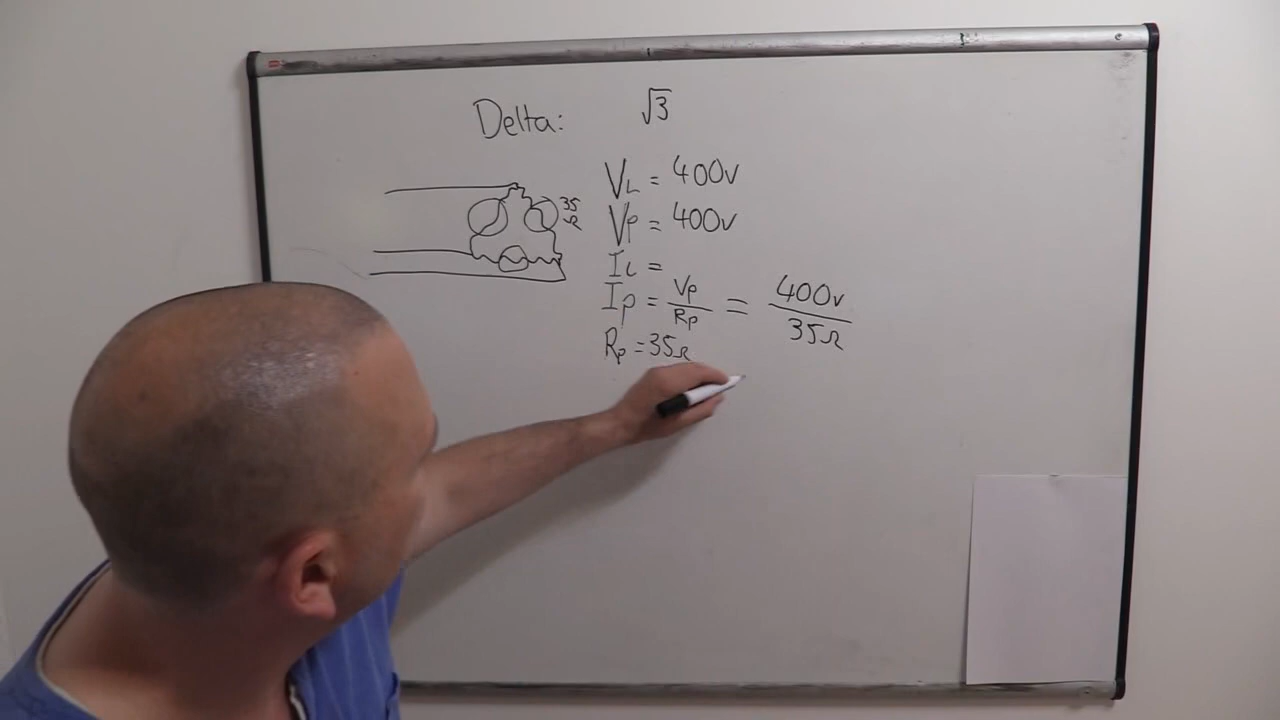 Delta: √3
35
Ω
V_L = 400v
V_P = 400v
I_L =
I_P = V_P/R_P = 400v/35Ω
R_P = 35Ω